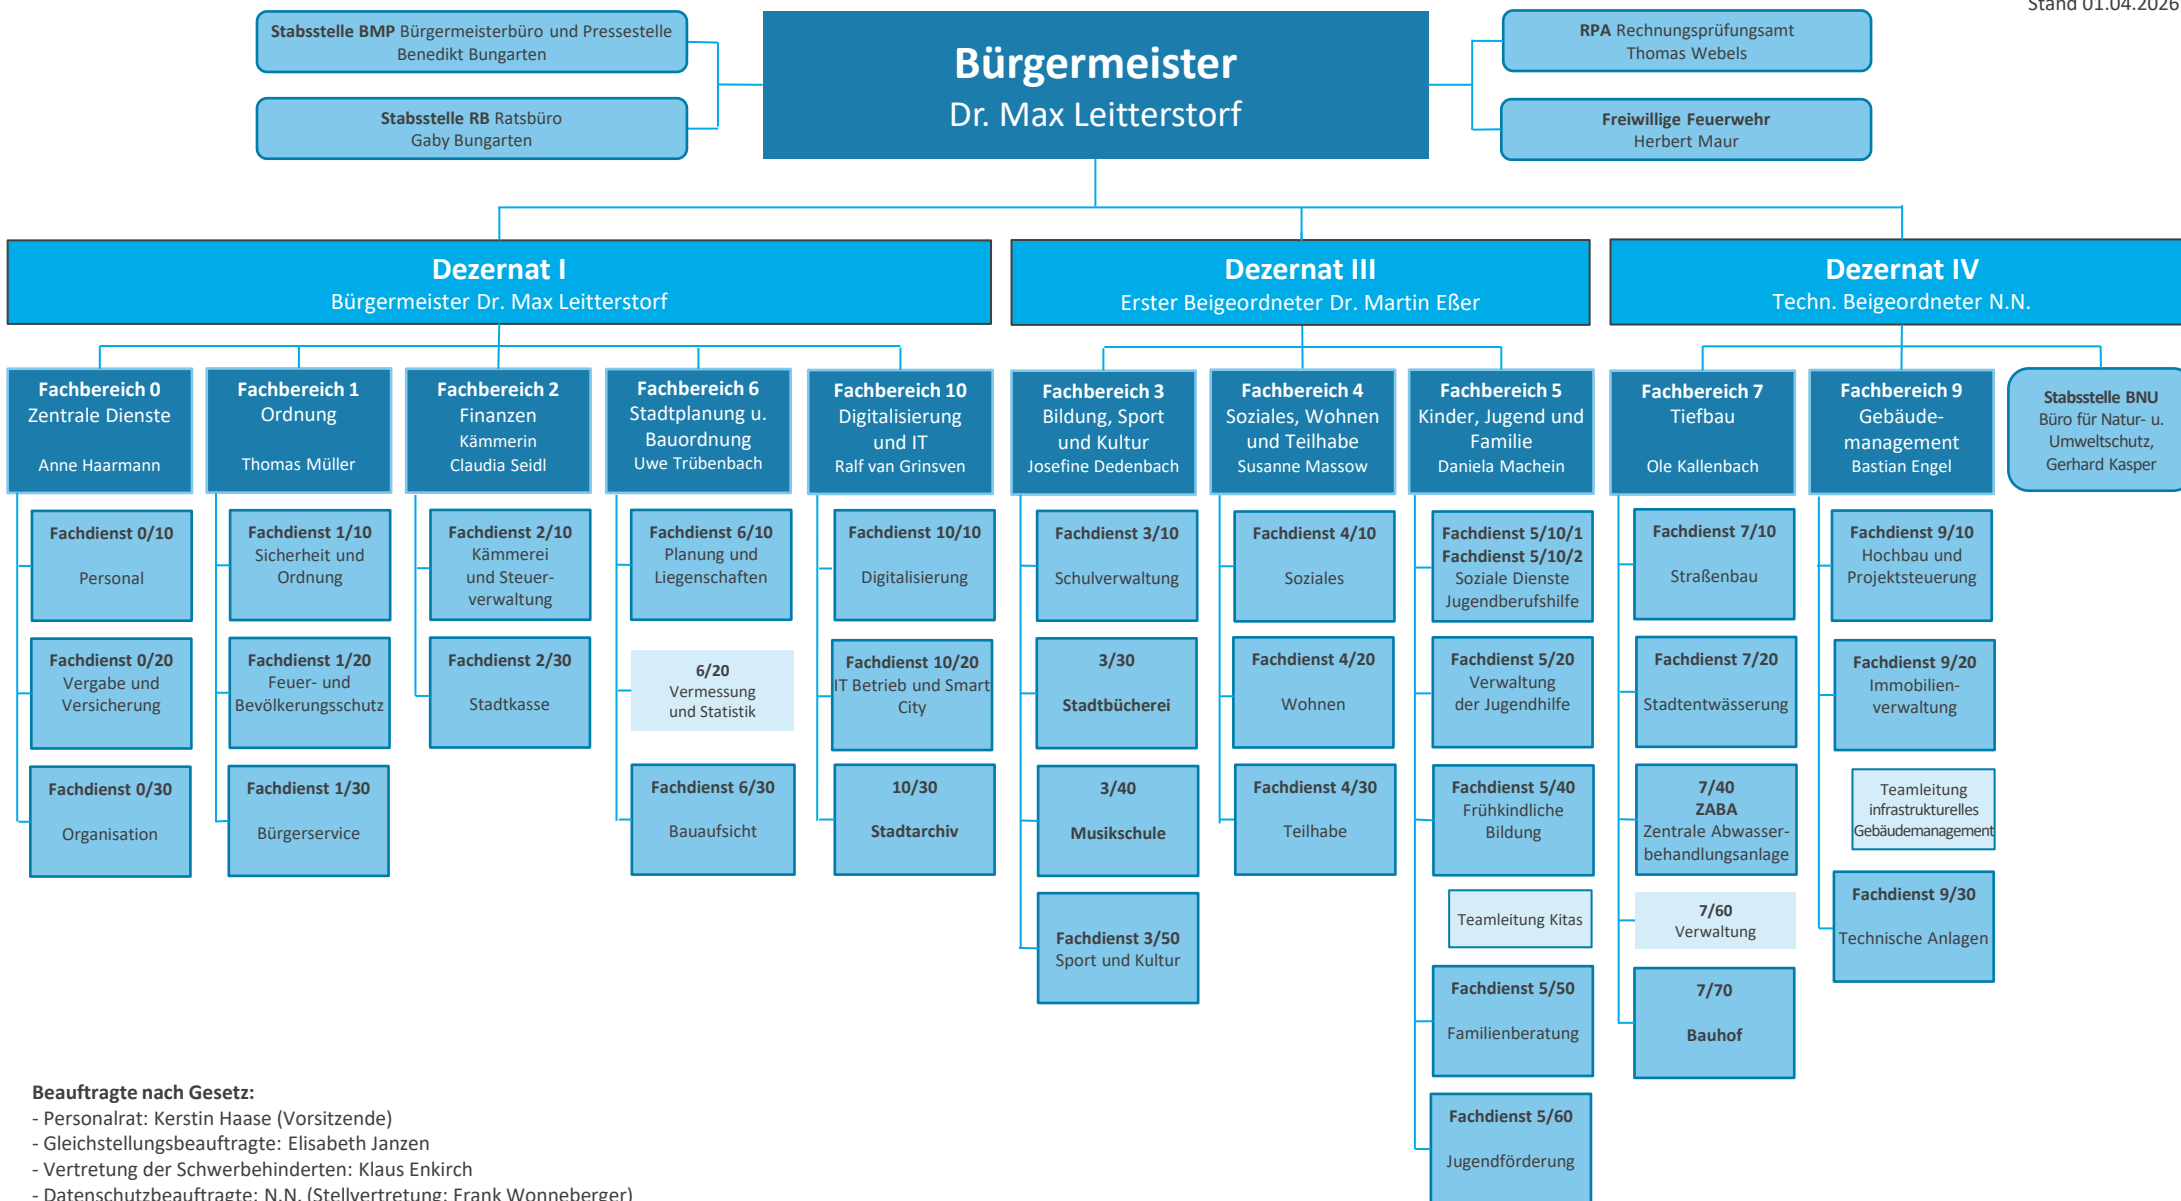 Stand 01.04.2026
Stabsstelle BMP Bürgermeisterbüro und Pressestelle
Benedikt Bungarten
Stabsstelle RB Ratsbüro
Gaby Bungarten
Bürgermeister
Dr. Max Leitterstorf
RPA Rechnungsprüfungsamt
Thomas Webels
Freiwillige Feuerwehr
Herbert Maur
Dezernat I
Bürgermeister Dr. Max Leitterstorf
Dezernat III
Erster Beigeordneter Dr. Martin Eßer
Dezernat IV
Techn. Beigeordneter N.N.
Fachbereich 0
Zentrale Dienste
Anne Haarmann
Fachbereich 1
Ordnung
Thomas Müller
Fachbereich 2
Finanzen
Kämmerin
Claudia Seidl
Fachbereich 6
Stadtplanung u.
Bauordnung
Uwe Trübenbach
Fachbereich 10
Digitalisierung
und IT
Ralf van Grinsven
Fachbereich 3
Bildung, Sport
und Kultur
Josefine Dedenbach
Fachbereich 4
Soziales, Wohnen
und Teilhabe
Susanne Massow
Fachbereich 5
Kinder, Jugend und
Familie
Daniela Machein
Fachbereich 7
Tiefbau
Ole Kallenbach
Fachbereich 9
Gebäude-
management
Bastian Engel
Stabsstelle BNU
Büro für Natur- u.
Umweltschutz,
Gerhard Kasper
Fachdienst 0/10
Personal
Fachdienst 0/20
Vergabe und
Versicherung
Fachdienst 0/30
Organisation
Fachdienst 1/10
Sicherheit und
Ordnung
Fachdienst 1/20
Feuer- und
Bevölkerungsschutz
Fachdienst 1/30
Bürgerservice
Fachdienst 2/10
Kämmerei
und Steuer-
verwaltung
Fachdienst 2/30
Stadtkasse
Fachdienst 6/10
Planung und
Liegenschaften
6/20
Vermessung
und Statistik
Fachdienst 6/30
Bauaufsicht
Fachdienst 10/10
Digitalisierung
Fachdienst 10/20
IT Betrieb und Smart
City
10/30
Stadtarchiv
Fachdienst 3/10
Schulverwaltung
3/30
Stadtbücherei
3/40
Musikschule
Fachdienst 3/50
Sport und Kultur
Fachdienst 4/10
Soziales
Fachdienst 4/20
Wohnen
Fachdienst 4/30
Teilhabe
Fachdienst 5/10/1
Fachdienst 5/10/2
Soziale Dienste
Jugendberufshilfe
Fachdienst 5/20
Verwaltung
der Jugendhilfe
Fachdienst 5/40
Frühkindliche
Bildung
Teamleitung Kitas
Fachdienst 5/50
Familienberatung
Fachdienst 5/60
Jugendförderung
Fachdienst 7/10
Straßenbau
Fachdienst 7/20
Stadtentwässerung
7/40
ZABA
Zentrale Abwasser-
behandlungsanlage
7/60
Verwaltung
7/70
Bauhof
Fachdienst 9/10
Hochbau und
Projektsteuerung
Fachdienst 9/20
Immobilien-
verwaltung
Teamleitung
infrastrukturelles
Gebäudemanagement
Fachdienst 9/30
Technische Anlagen
Beauftragte nach Gesetz:
- Personalrat: Kerstin Haase (Vorsitzende)
- Gleichstellungsbeauftragte: Elisabeth Janzen
- Vertretung der Schwerbehinderten: Klaus Enkirch
- Datenschutzbeauftragte: N.N. (Stellvertretung: Frank Wonneberger)